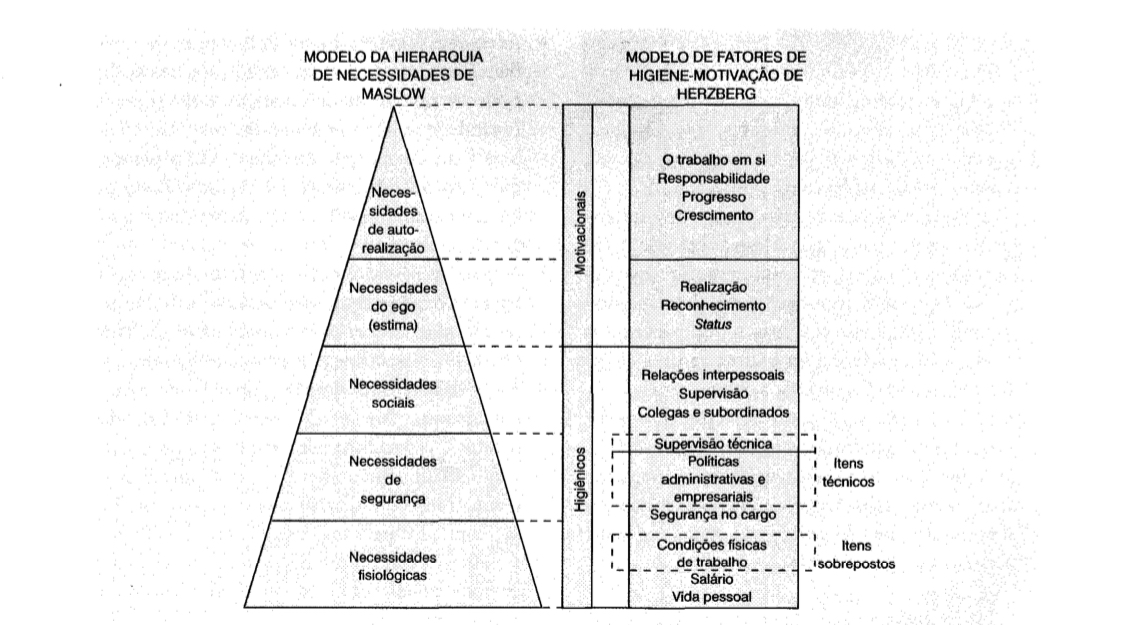 MODELO DA HIERARQUIA
DE NECESSIDADES DE
MASLOW
Neces-
sidades
de auto-
realização
Necessidades
do ego
(estima)
Necessidades
sociais
Necessidades
de
segurança
Necessidades
fisiológicas
MODELO DE FATORES DE
HIGIENE-MOTIVAÇÃO DE
HERZBERG
Motivacionais
O trabalho em si
Responsabilidade
Progresso
Crescimento
Realização
Reconhecimento
Status
Higiênicos
Relações interpessoais
Supervisão
Colegas e subordinados
Supervisão técnica
Políticas
administrativas e
empresariais
Segurança no cargo
Itens
técnicos
Condições físicas
de trabalho
Itens
sobrepostos
Salário
Vida pessoal